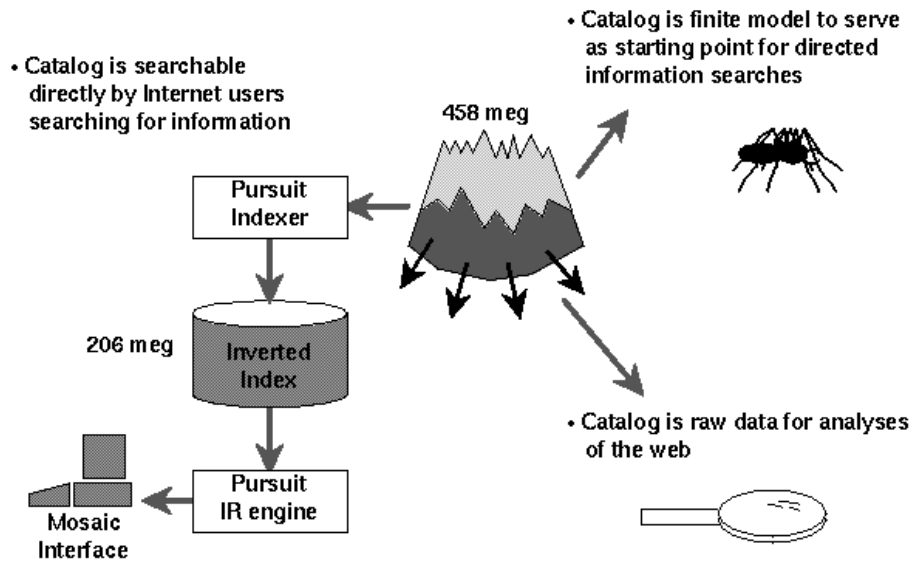 • Catalog is searchable
directly by Internet users
searching for information
• Catalog is finite model to serve
as starting point for directed
information searches
458 meg
Pursuit
Indexer
206 meg
Inverted
Index
Pursuit
IR engine
Mosaic
Interface
• Catalog is raw data for analyses
of the web